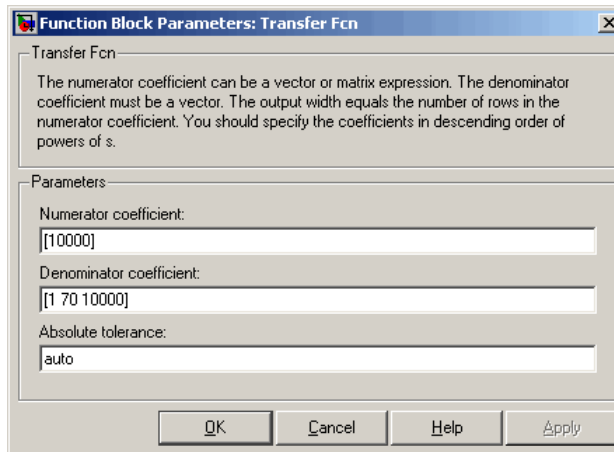 Function Block Parameters: Transfer Fcn
Transfer Fcn
The numerator coefficient can be a vector or matrix expression. The denominator
coefficient must be a vector. The output width equals the number of rows in the
numerator coefficient. You should specify the coefficients in descending order of
powers of s.
Parameters
Numerator coefficient:
[10000]
Denominator coefficient:
[1 70 10000]
Absolute tolerance:
auto
OK Cancel Help Apply